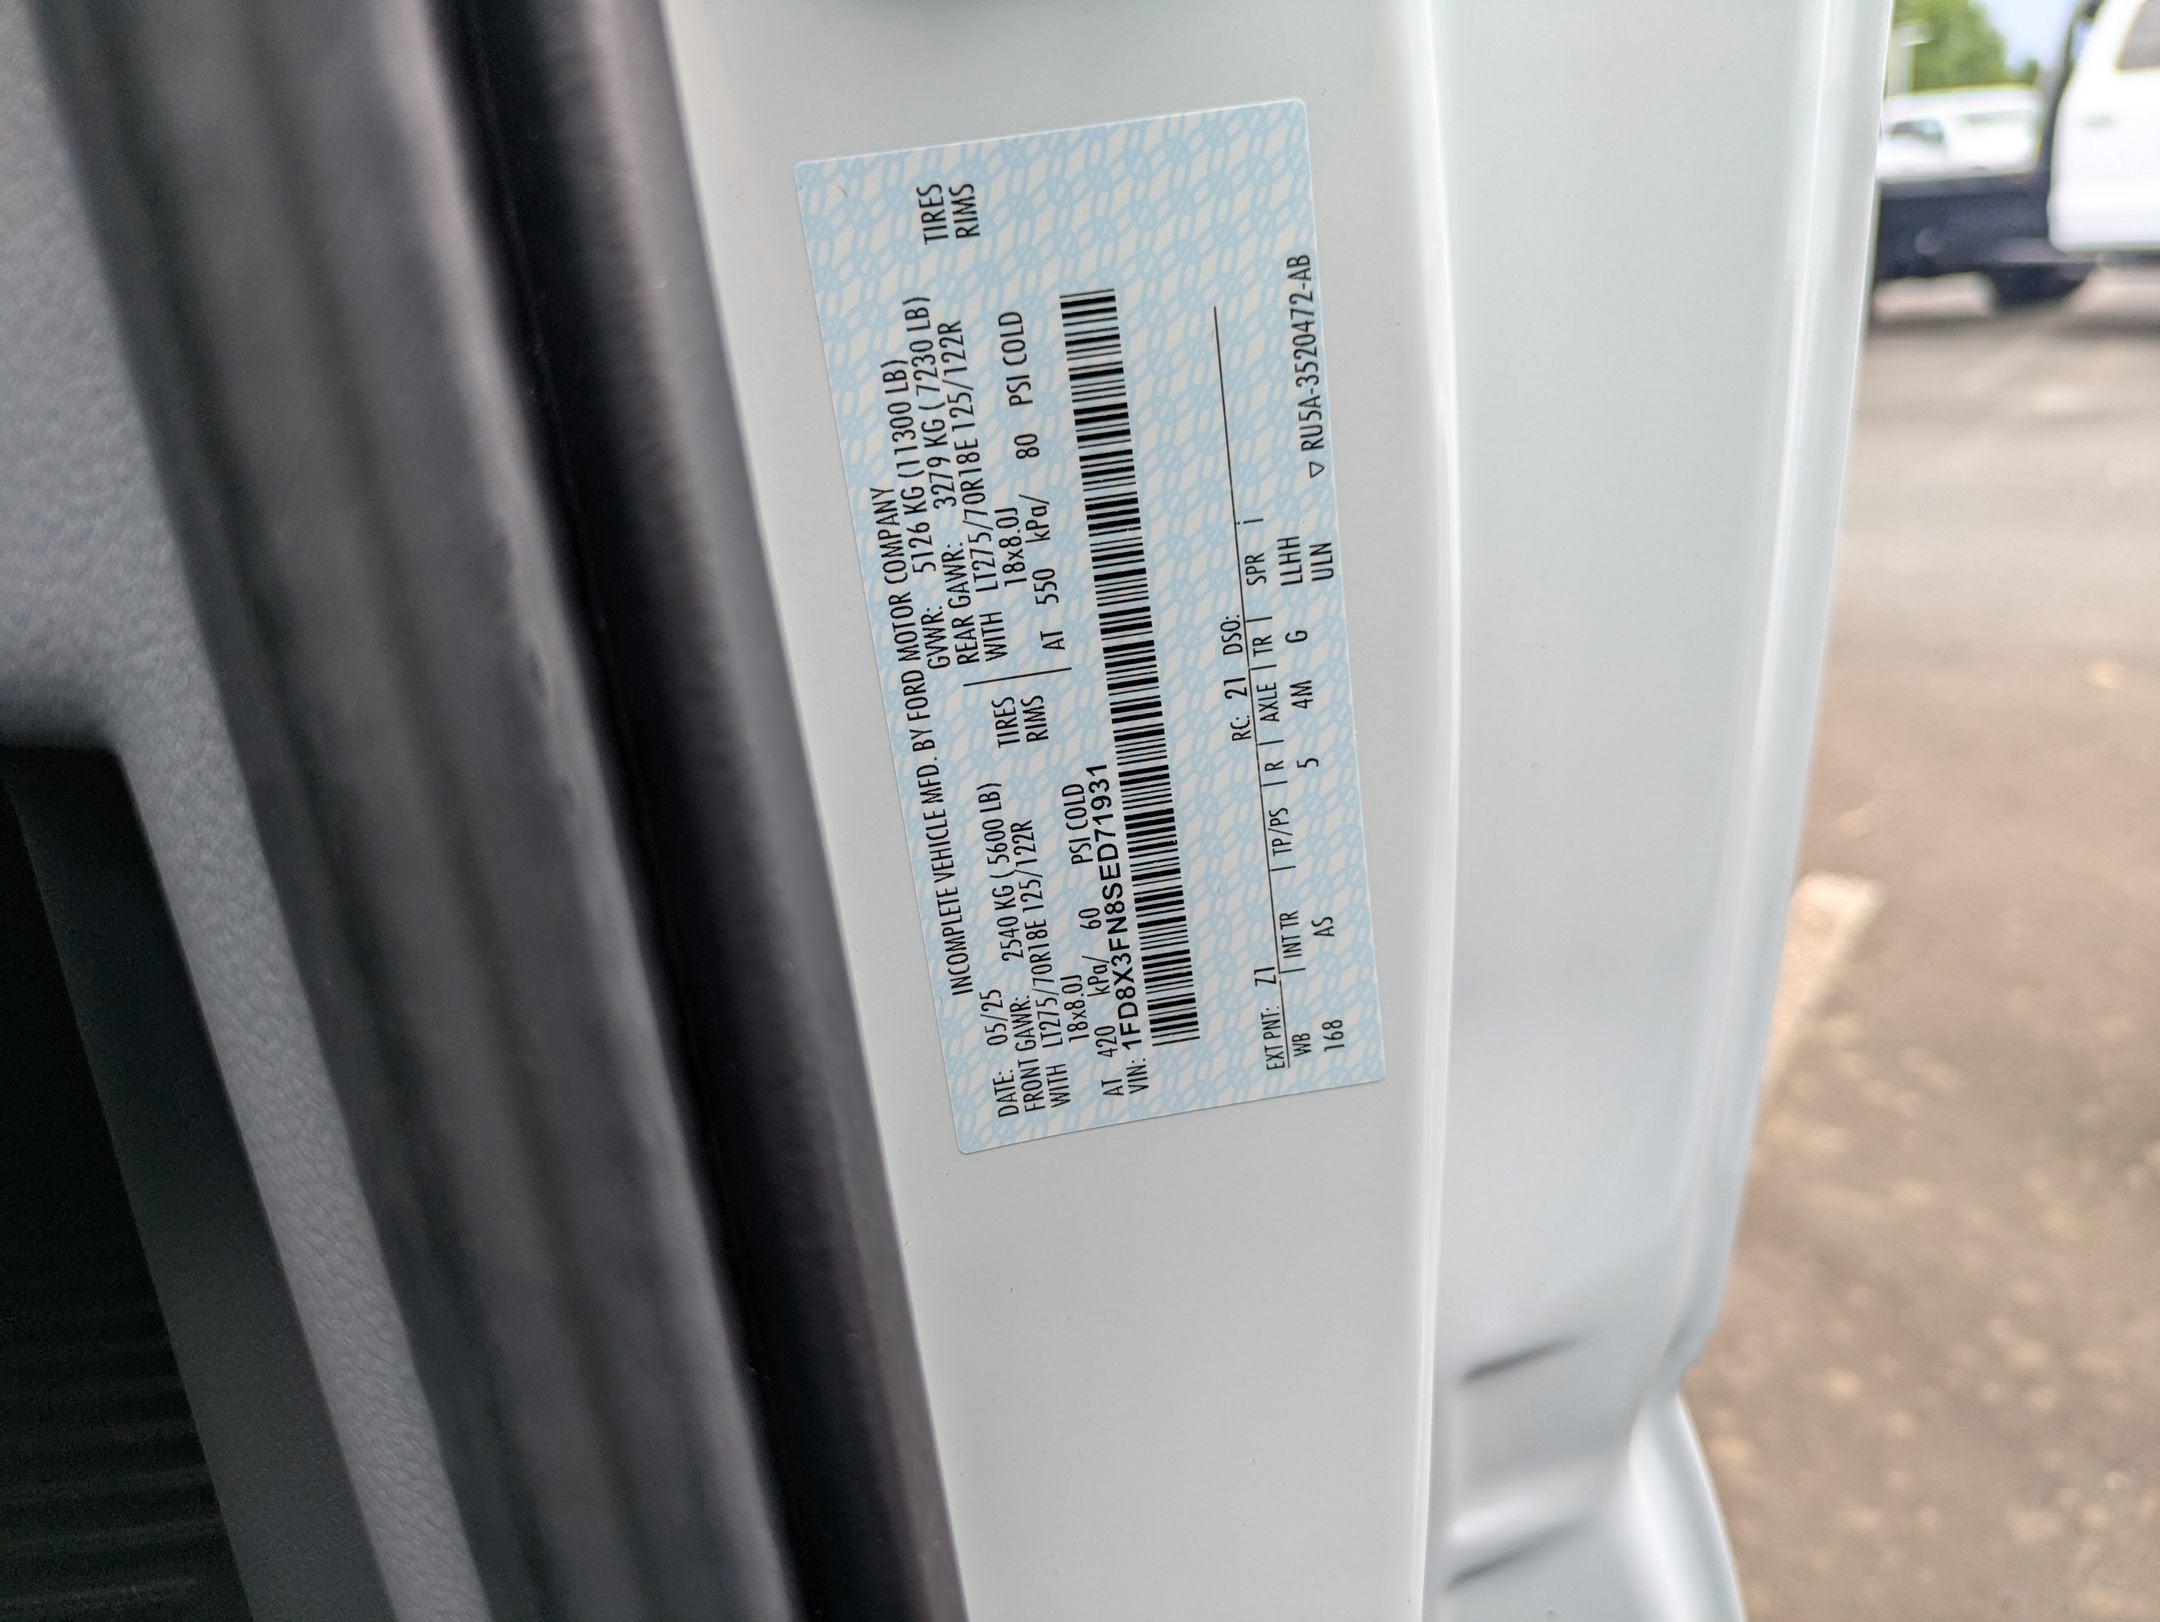 INCOMPLETE VEHICLE MFD. BY FORD MOTOR COMPANY
DATE: 05/25 GVWR: 5126 KG (11300 LB)
FRONT GAWR: 2540 KG ( 5600 LB) REAR GAWR: 3279 KG ( 7230 LB)
WITH LT275/70R18E 125/122R TIRES WITH LT275/70R18E 125/122R TIRES
18x8.0J RIMS 18x8.0J RIMS
AT 420 kPa/ 60 PSI COLD AT 550 kPa/ 80 PSI COLD
VIN: 1FD8X3FN8SED71931
EXT PNT: Z1 RC: 21 DSO:
WB | INT TR | TP/PS | R | AXLE | TR | SPR
168 AS 5 4M G LLHH
ULN ▽ RU5A-3520472-AB